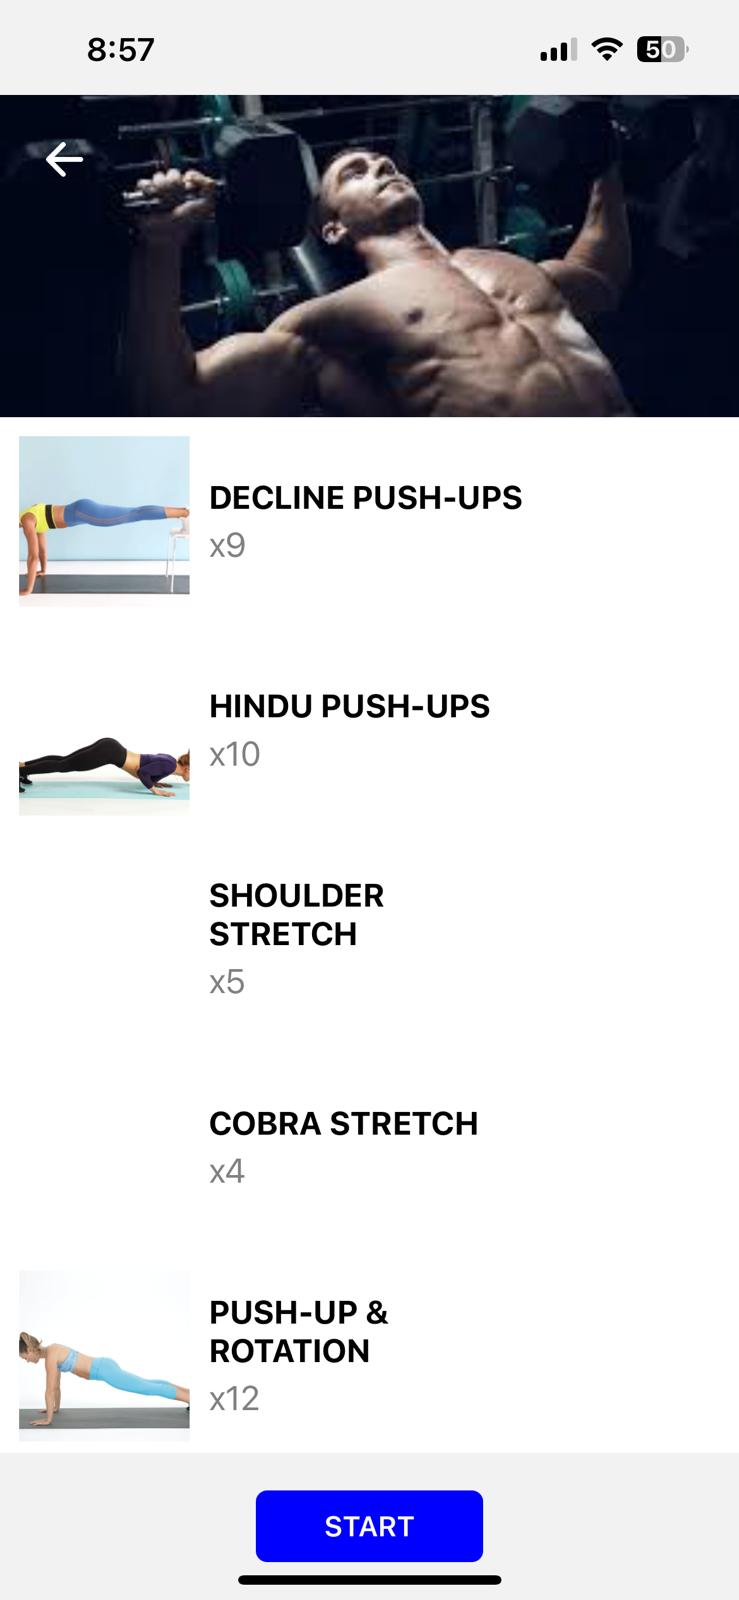 8:57
50
DECLINE PUSH-UPS
x9
HINDU PUSH-UPS
x10
SHOULDER
STRETCH
x5
COBRA STRETCH
x4
PUSH-UP &
ROTATION
x12
START